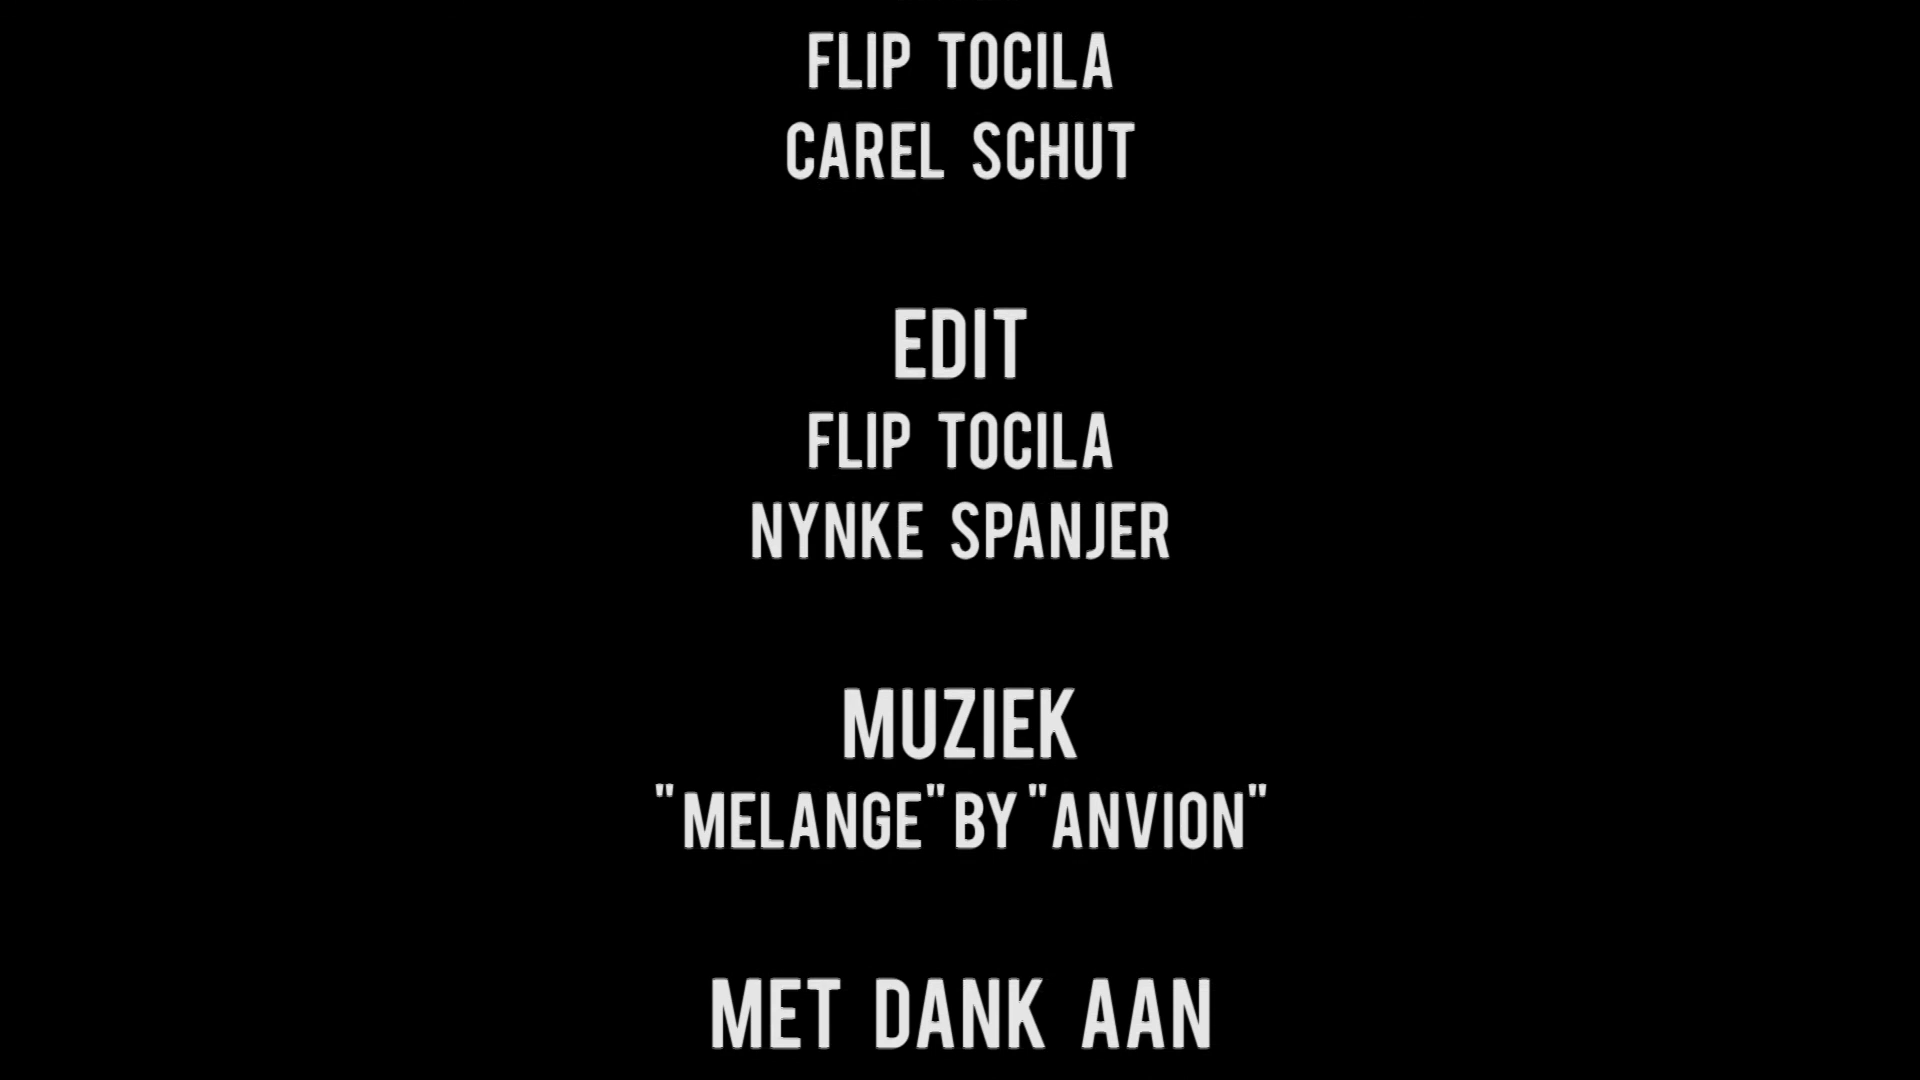 FLIP TOCILA
CAREL SCHUT
EDIT
FLIP TOCILA
NYNKE SPANJER
MUZIEK
"MELANGE" BY "ANVION"
MET DANK AAN